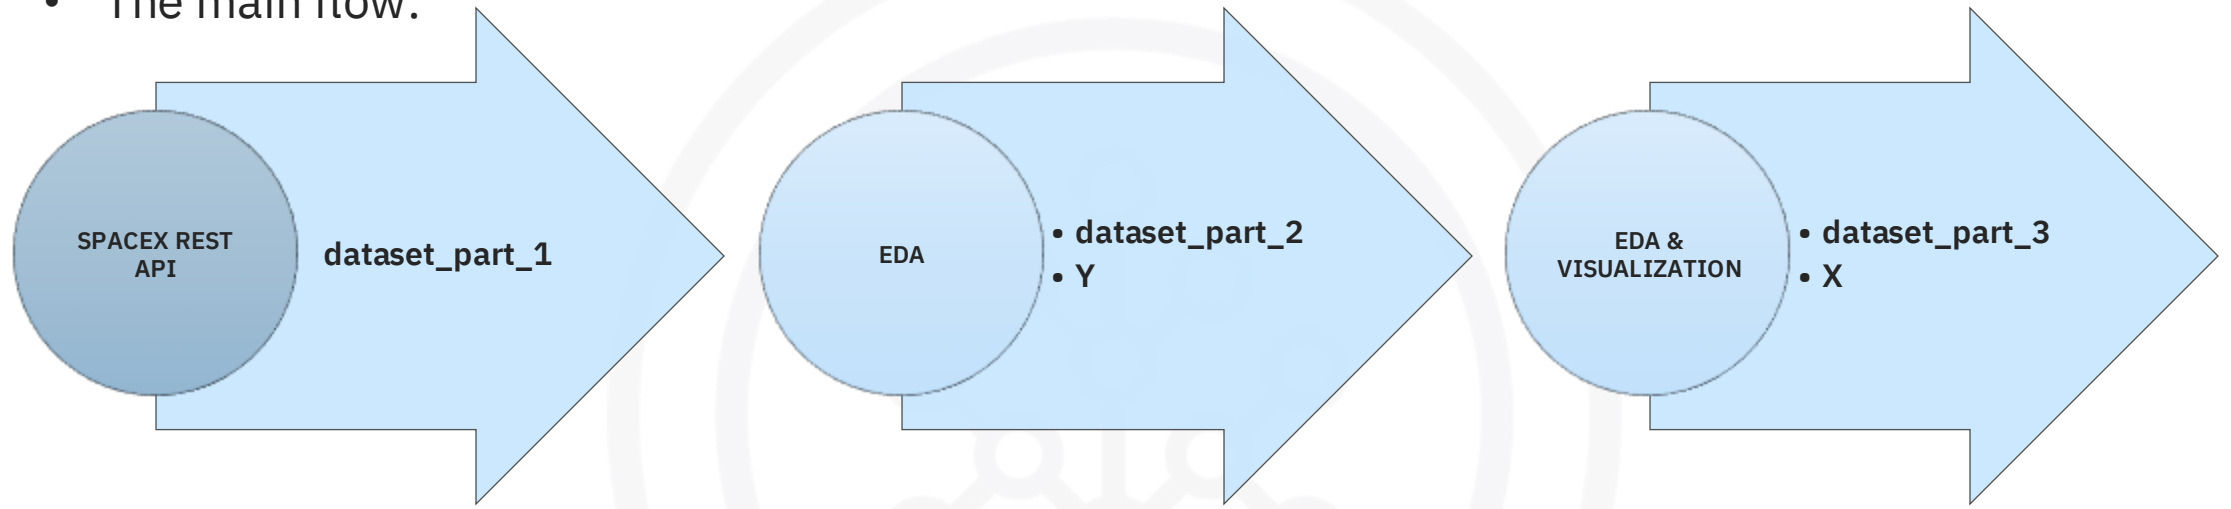 • The main flow:
SPACEX REST
API
dataset_part_1
EDA
• dataset_part_2
• Y
EDA &
VISUALIZATION
• dataset_part_3
• X